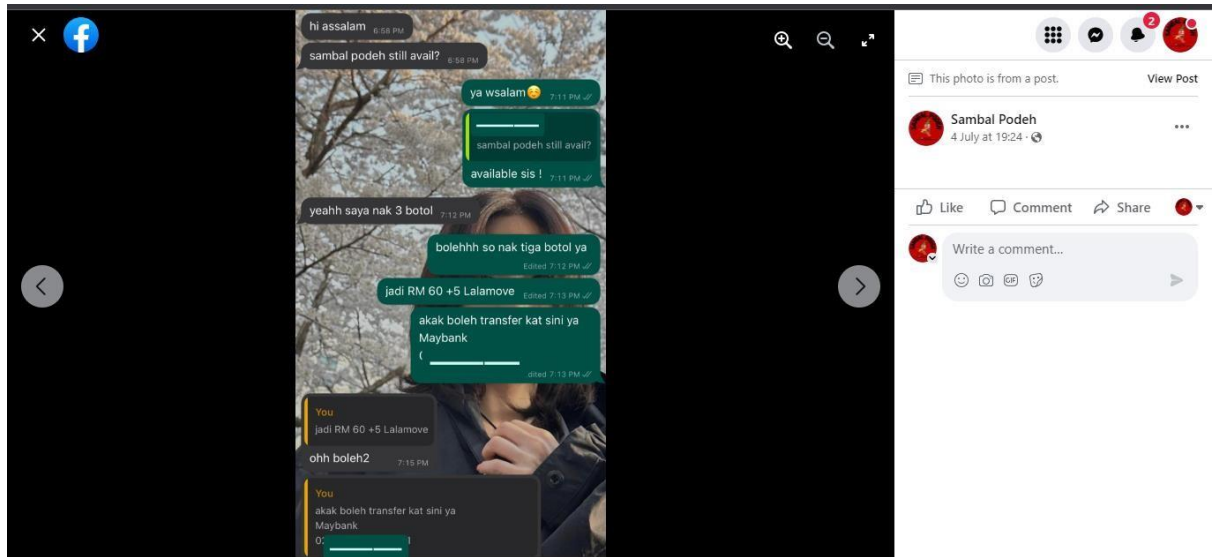 hi assalam 6:58 PM
sambal podeh still avail? 6:58 PM
ya wsalam☺️ 7:11 PM
sambal podeh still avail?
available sis ! 7:11 PM
yeahh saya nak 3 botol 7:12 PM
bolehhh so nak tiga botol ya
Edited 7:12 PM
jadi RM 60 +5 Lalamove Edited 7:13 PM
akak boleh transfer kat sini ya
Maybank
(
dited 7:13 PM
You
jadi RM 60 +5 Lalamove
ohh boleh2 7:15 PM
You
akak boleh transfer kat sini ya
Maybank
2
This photo is from a post. View Post
Sambal Podeh
4 July at 19:24 ·
Like Comment Share
Write a comment...
GIF